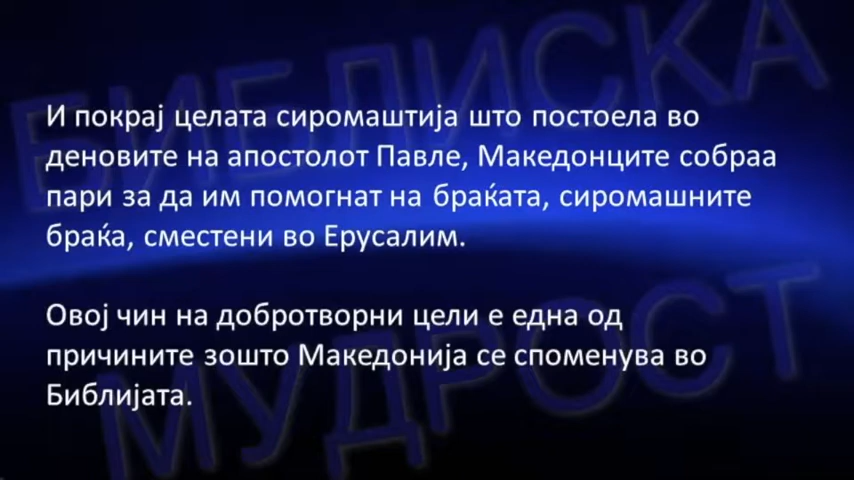 БИБЛИСКА
И покрај целата сиромаштија што постоела во
деновите на апостолот Павле, Македонците собраа
пари за да им помогнат на браќата, сиромашните
браќа, сместени во Ерусалим.
Овој чин на добротворни цели е една од
причините зошто Македонија се споменува во
Библијата.
МУДРОСТ